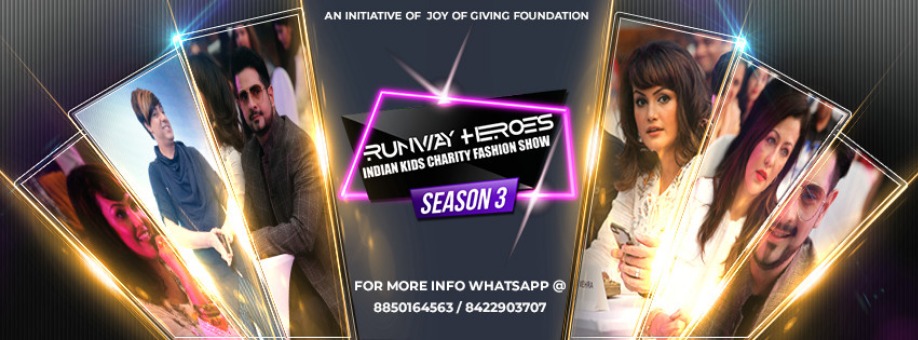 AN INITIATIVE OF JOY OF GIVING FOUNDATION
RUNWAY HEROES
INDIAN KIDS CHARITY FASHION SHOW
SEASON 3
FOR MORE INFO WHATSAPP @
8850164563 / 8422903707